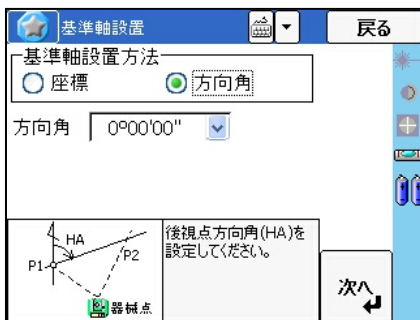 基準軸設置
戻る
基準軸設置方法
座標 方向角
方向角 0°00'00"
HA
P1
P2
器械点
後視点方向角(HA)を
設定してください。
次へ